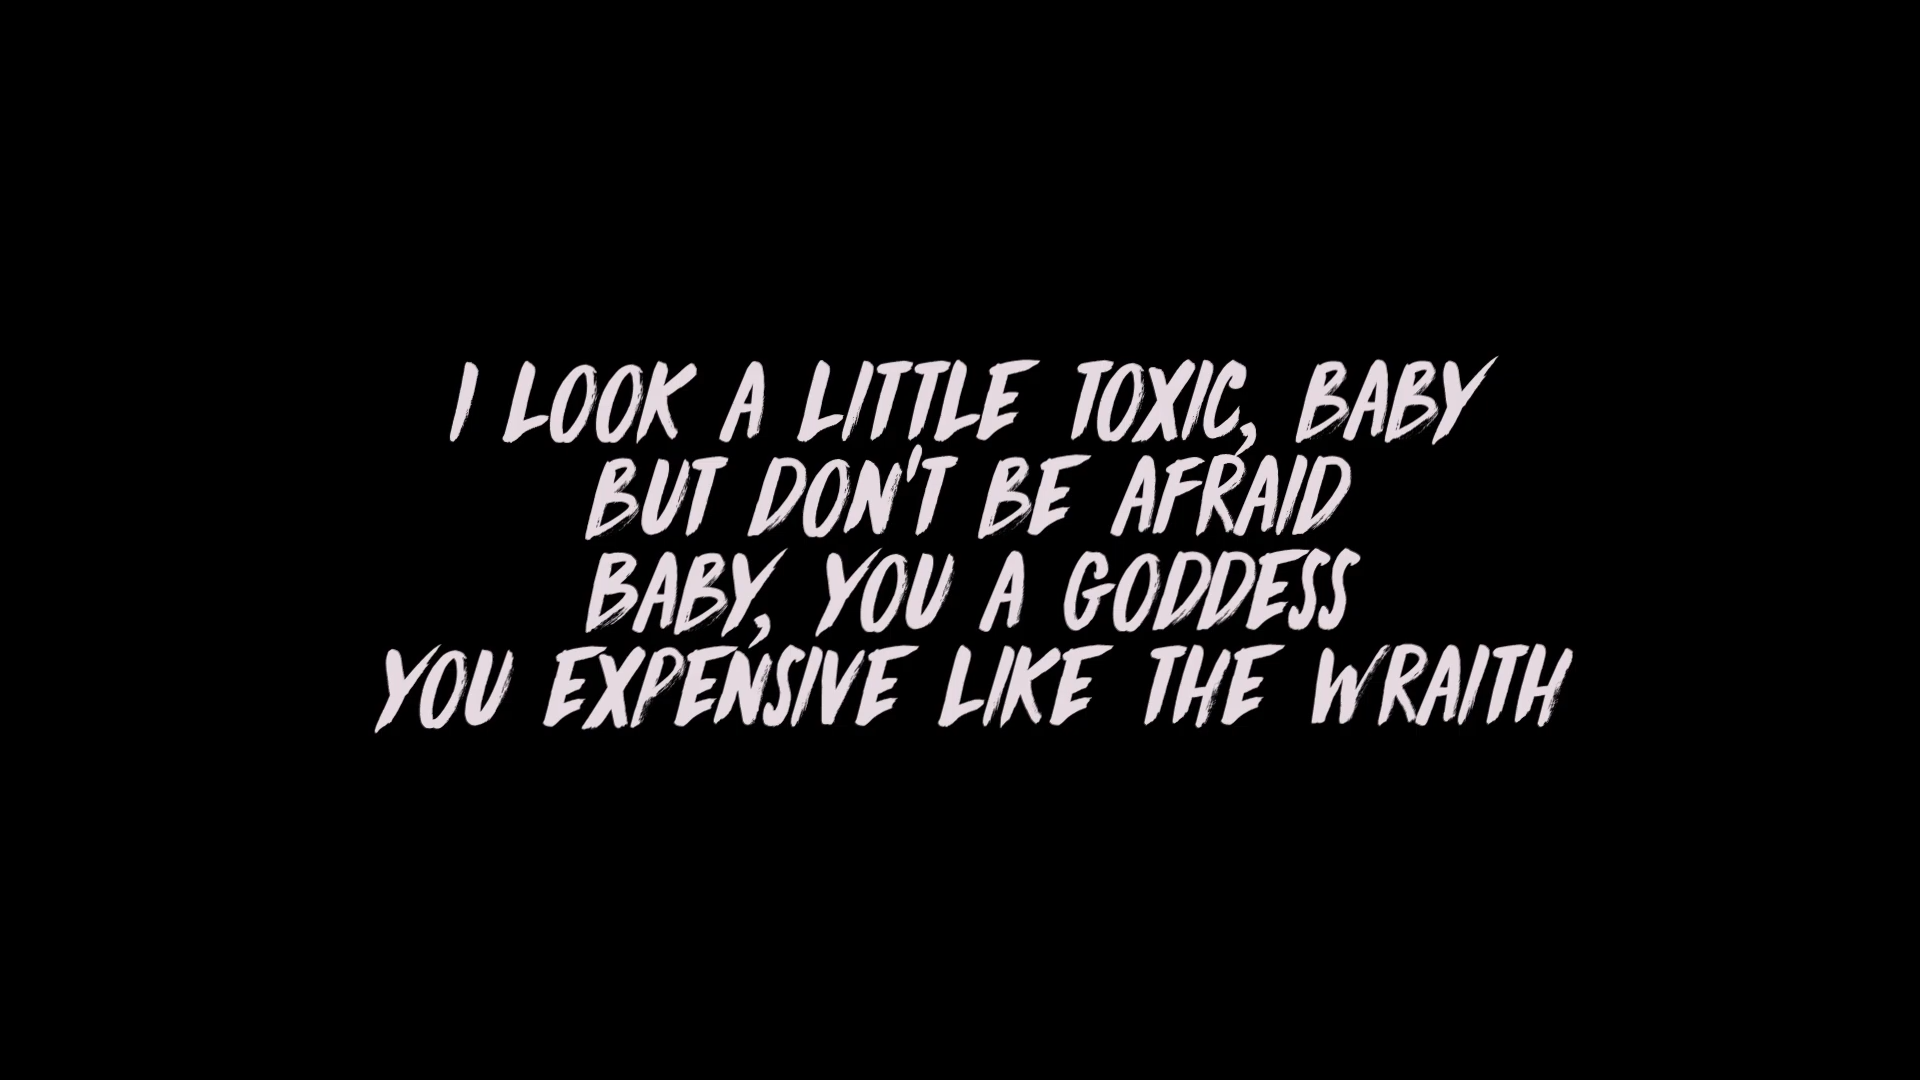 I LOOK A LITTLE TOXIC, BABY
BUT DON'T BE AFRAID
BABY, YOU A GODDESS
YOU EXPENSIVE LIKE THE WRAITH